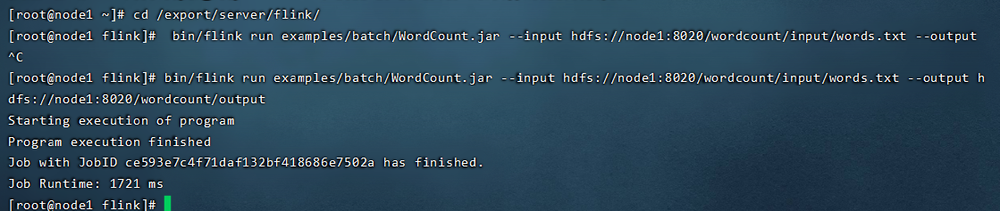 [root@node1 ~]# cd /export/server/flink/
[root@node1 flink]#  bin/flink run examples/batch/WordCount.jar --input hdfs://node1:8020/wordcount/input/words.txt --output
^C
[root@node1 flink]# bin/flink run examples/batch/WordCount.jar --input hdfs://node1:8020/wordcount/input/words.txt --output h
dfs://node1:8020/wordcount/output
Starting execution of program
Program execution finished
Job with JobID ce593e7c4f71daf132bf418686e7502a has finished.
Job Runtime: 1721 ms
[root@node1 flink]#